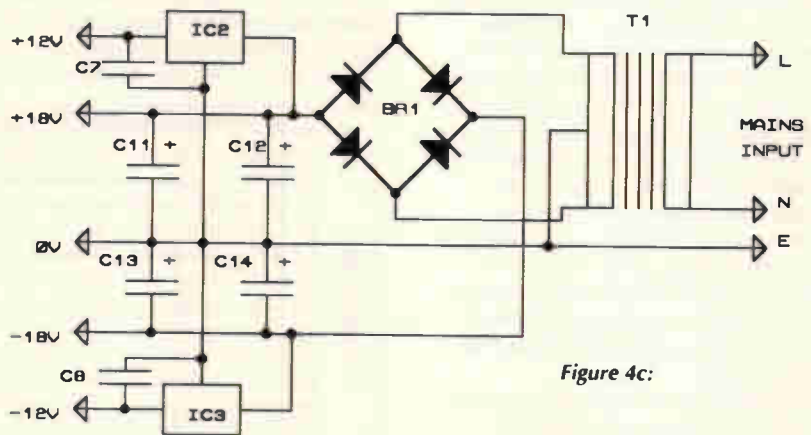 +12V
IC2
T1
C7
L
+18V
BR1
C11 +
C12 +
MAINS
INPUT
N
0V
E
C13 +
C14 +
-18V
C8
Figure 4c:
-12V
IC3